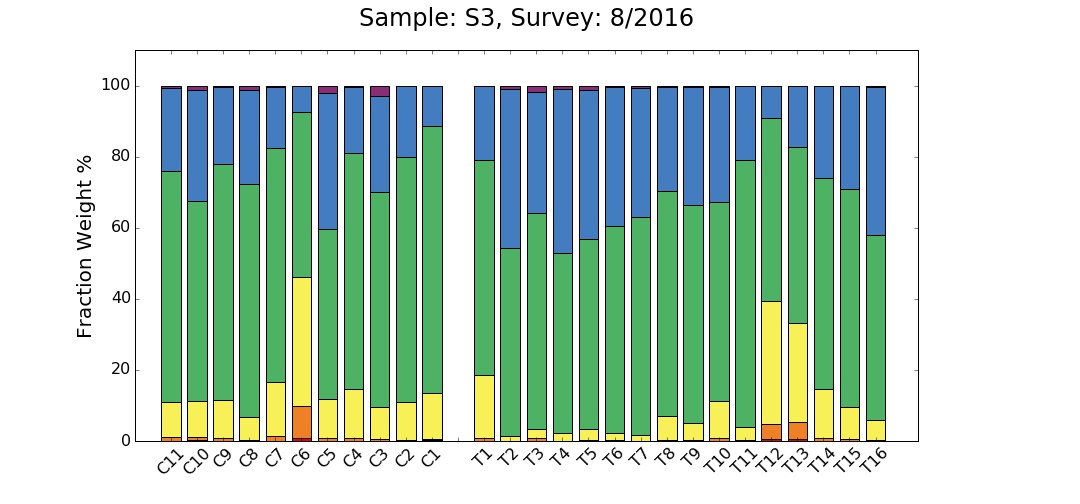 Sample: S3, Survey: 8/2016
Fraction Weight %
100
80
60
40
20
0
C11 C10 C9 C8 C7 C6 C5 C4 C3 C2 C1 T1 T2 T3 T4 T5 T6 T7 T8 T9 T10 T11 T12 T13 T14 T15 T16